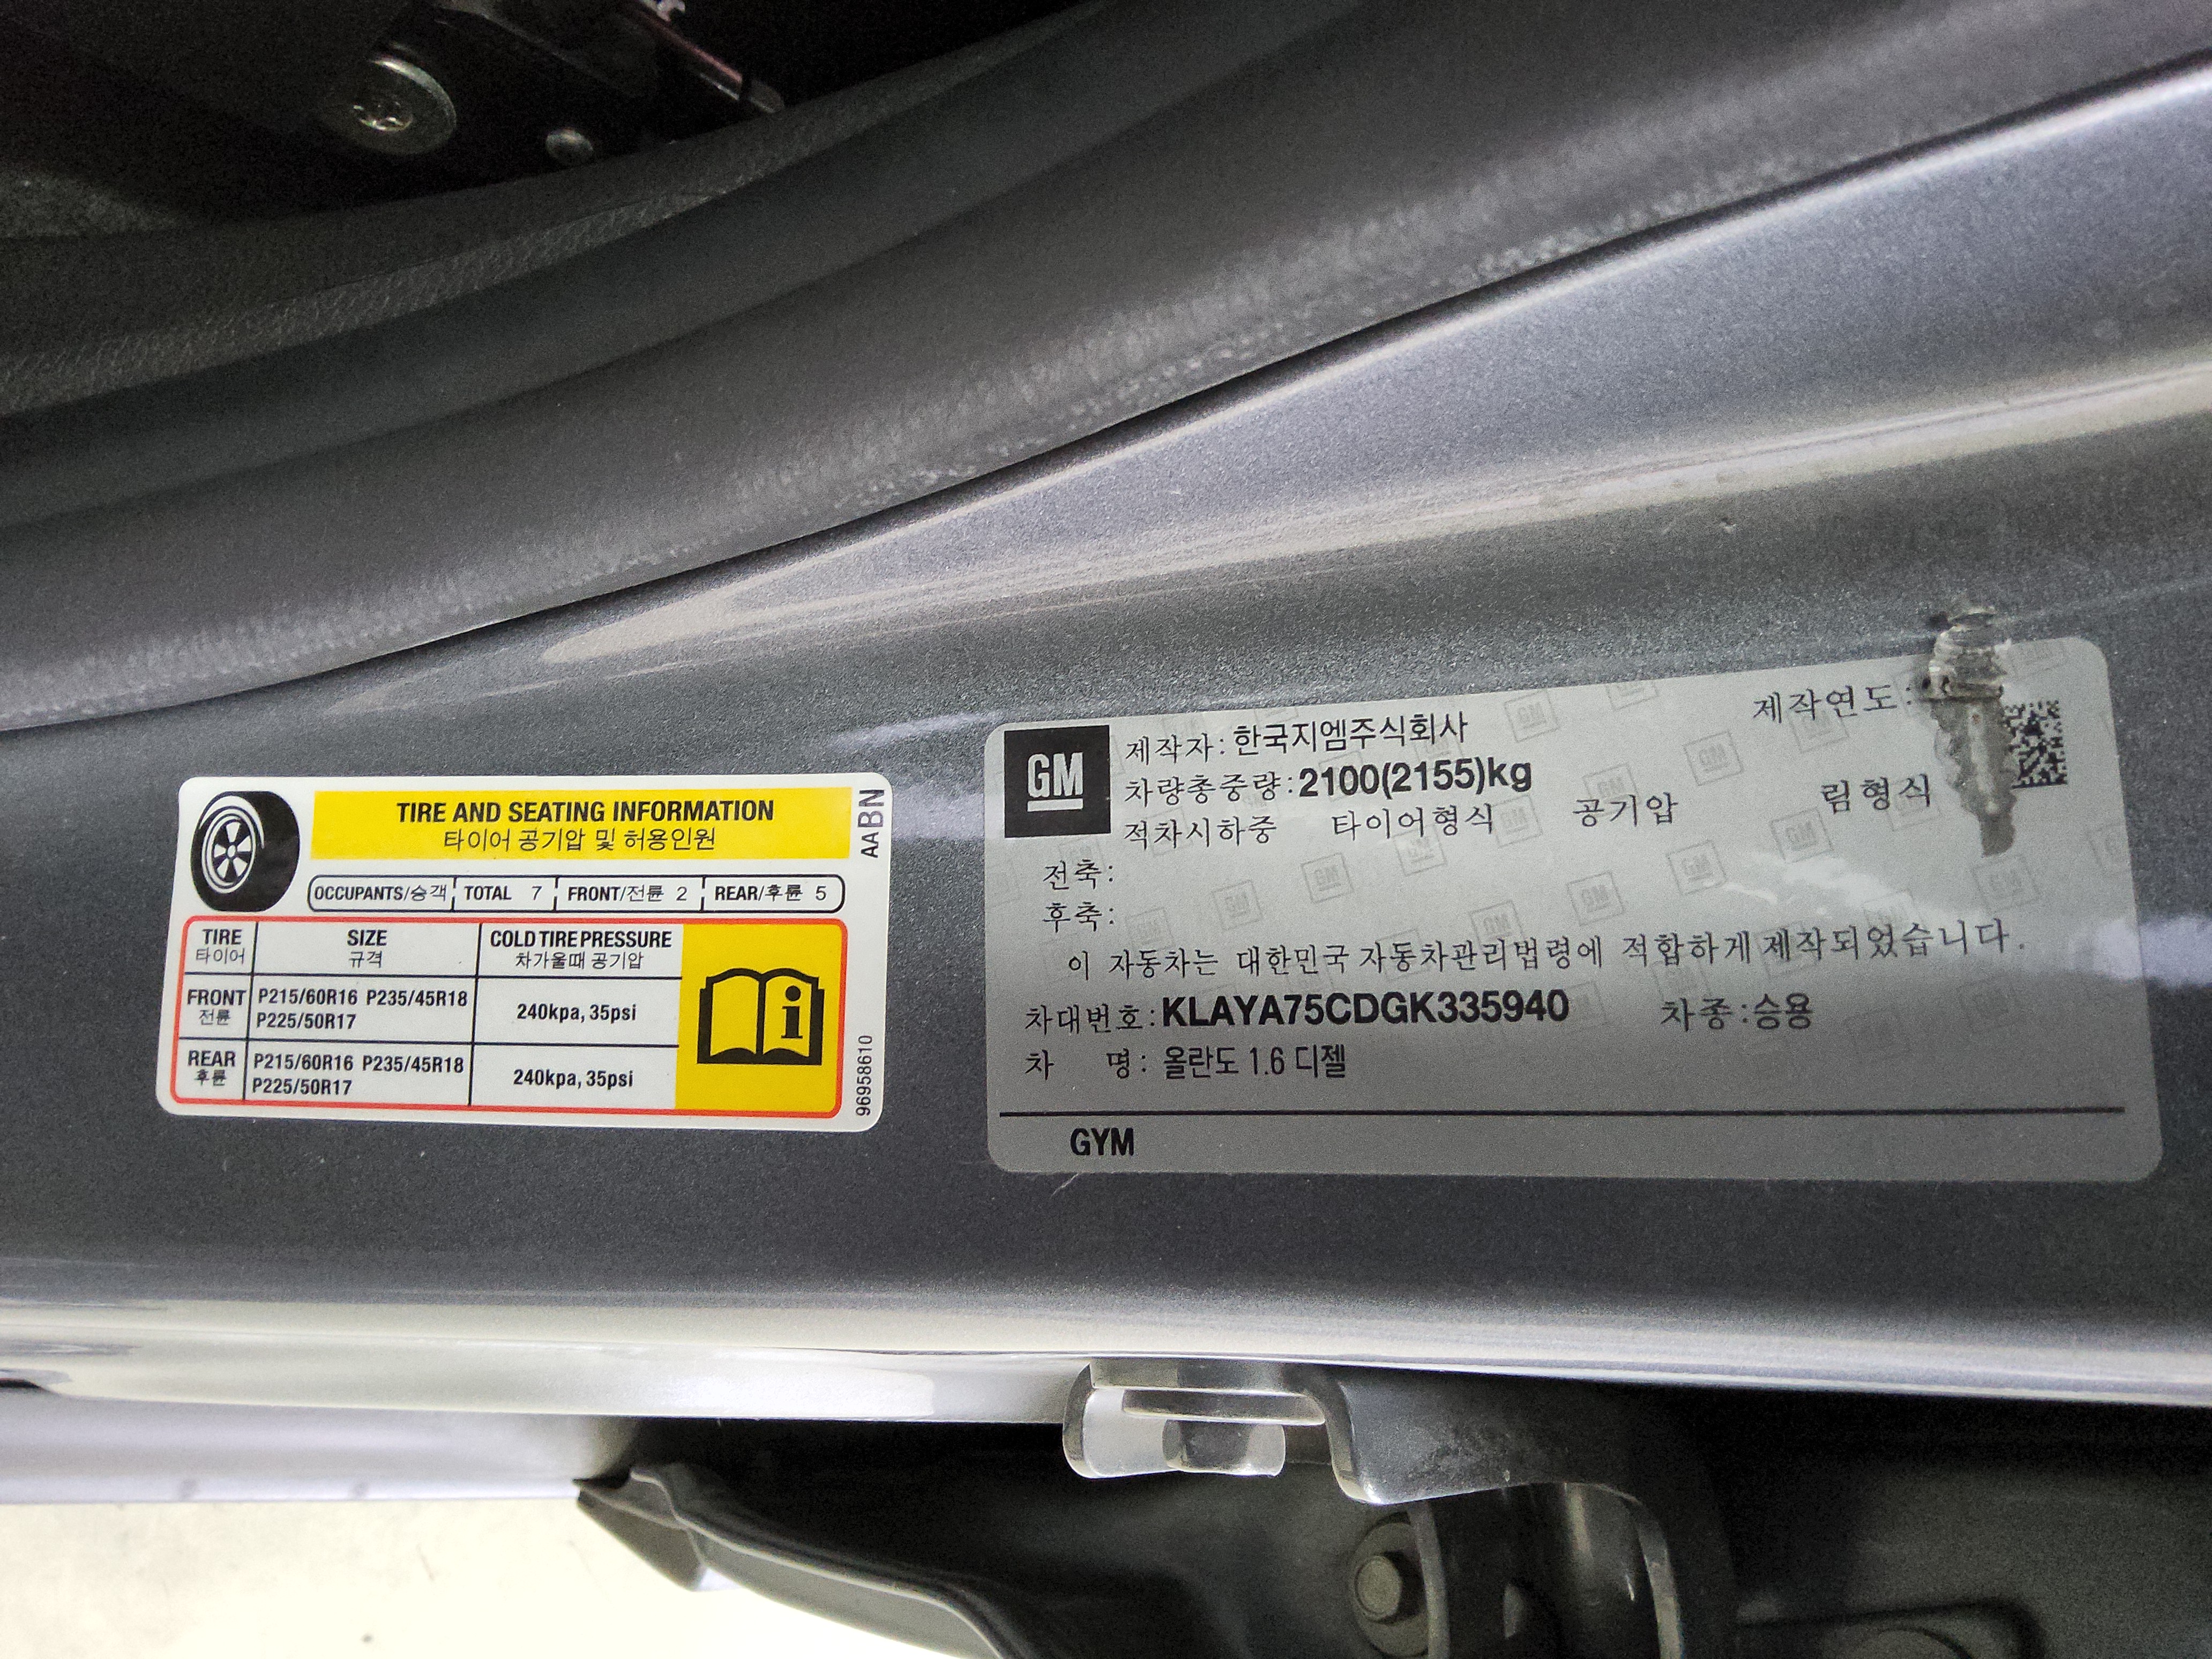 TIRE AND SEATING INFORMATION
타이어 공기압 및 허용인원
AABN
OCCUPANTS/승객 TOTAL 7 FRONT/전륜 2 REAR/후륜 5
TIRE SIZE COLD TIRE PRESSURE
타이어 규격 차가울때 공기압
FRONT P215/60R16 P235/45R18
전륜 P225/50R17 240kpa, 35psi
REAR P215/60R16 P235/45R18
후륜 P225/50R17 240kpa, 35psi
96958610
GM
제작자: 한국지엠주식회사 제작연도:
차량총중량: 2100(2155)kg
적차시하중 타이어형식 공기압 림형식
전축:
후축:
이 자동차는 대한민국 자동차관리법령에 적합하게 제작되었습니다.
차대번호: KLAYA75CDGK335940 차종: 승용
차 명: 올란도 1.6 디젤
GYM